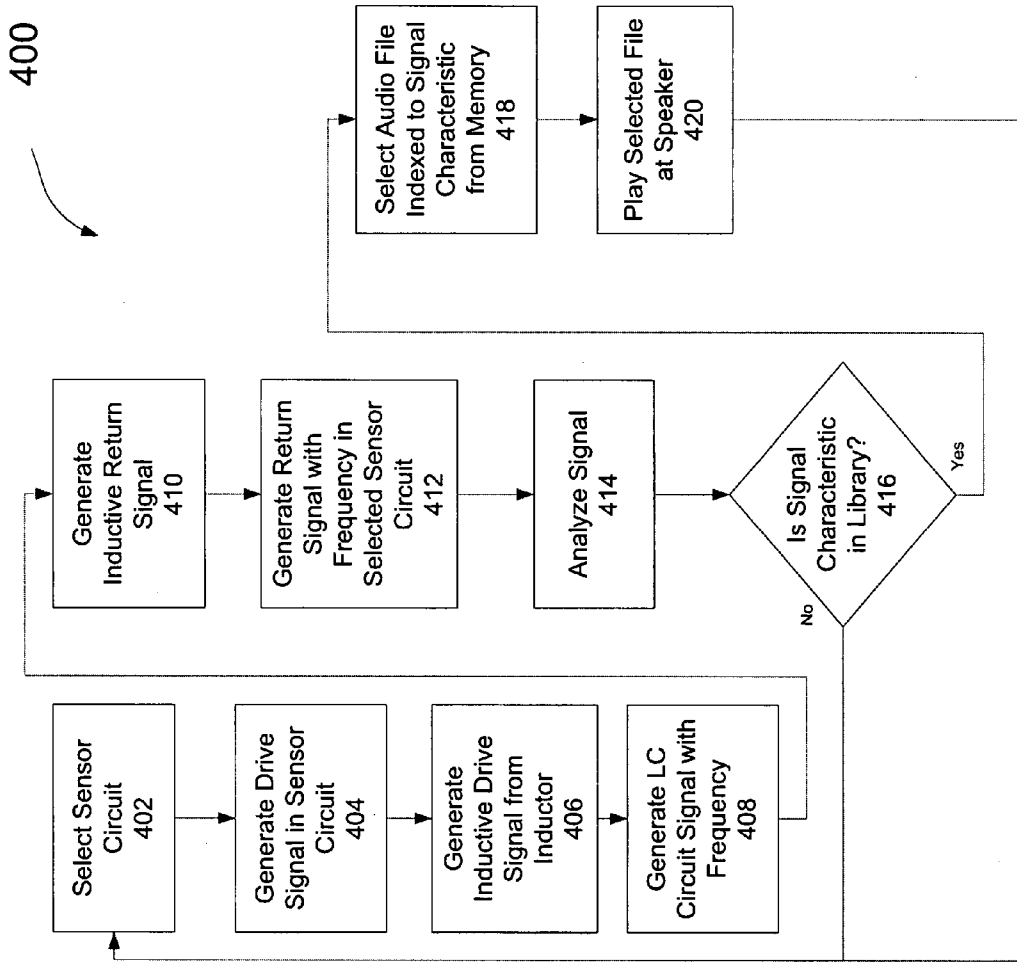 400
Select Sensor
Circuit
402
Generate Drive
Signal in Sensor
Circuit
404
Generate
Inductive Drive
Signal from
Inductor
406
Generate LC
Circuit Signal with
Frequency
408
Generate
Inductive Return
Signal
410
Generate Return
Signal with
Frequency in
Selected Sensor
Circuit
412
Analyze Signal
414
Is Signal
Characteristic
in Library?
416
No
Yes
Select Audio File
Indexed to Signal
Characteristic
from Memory
418
Play Selected File
at Speaker
420